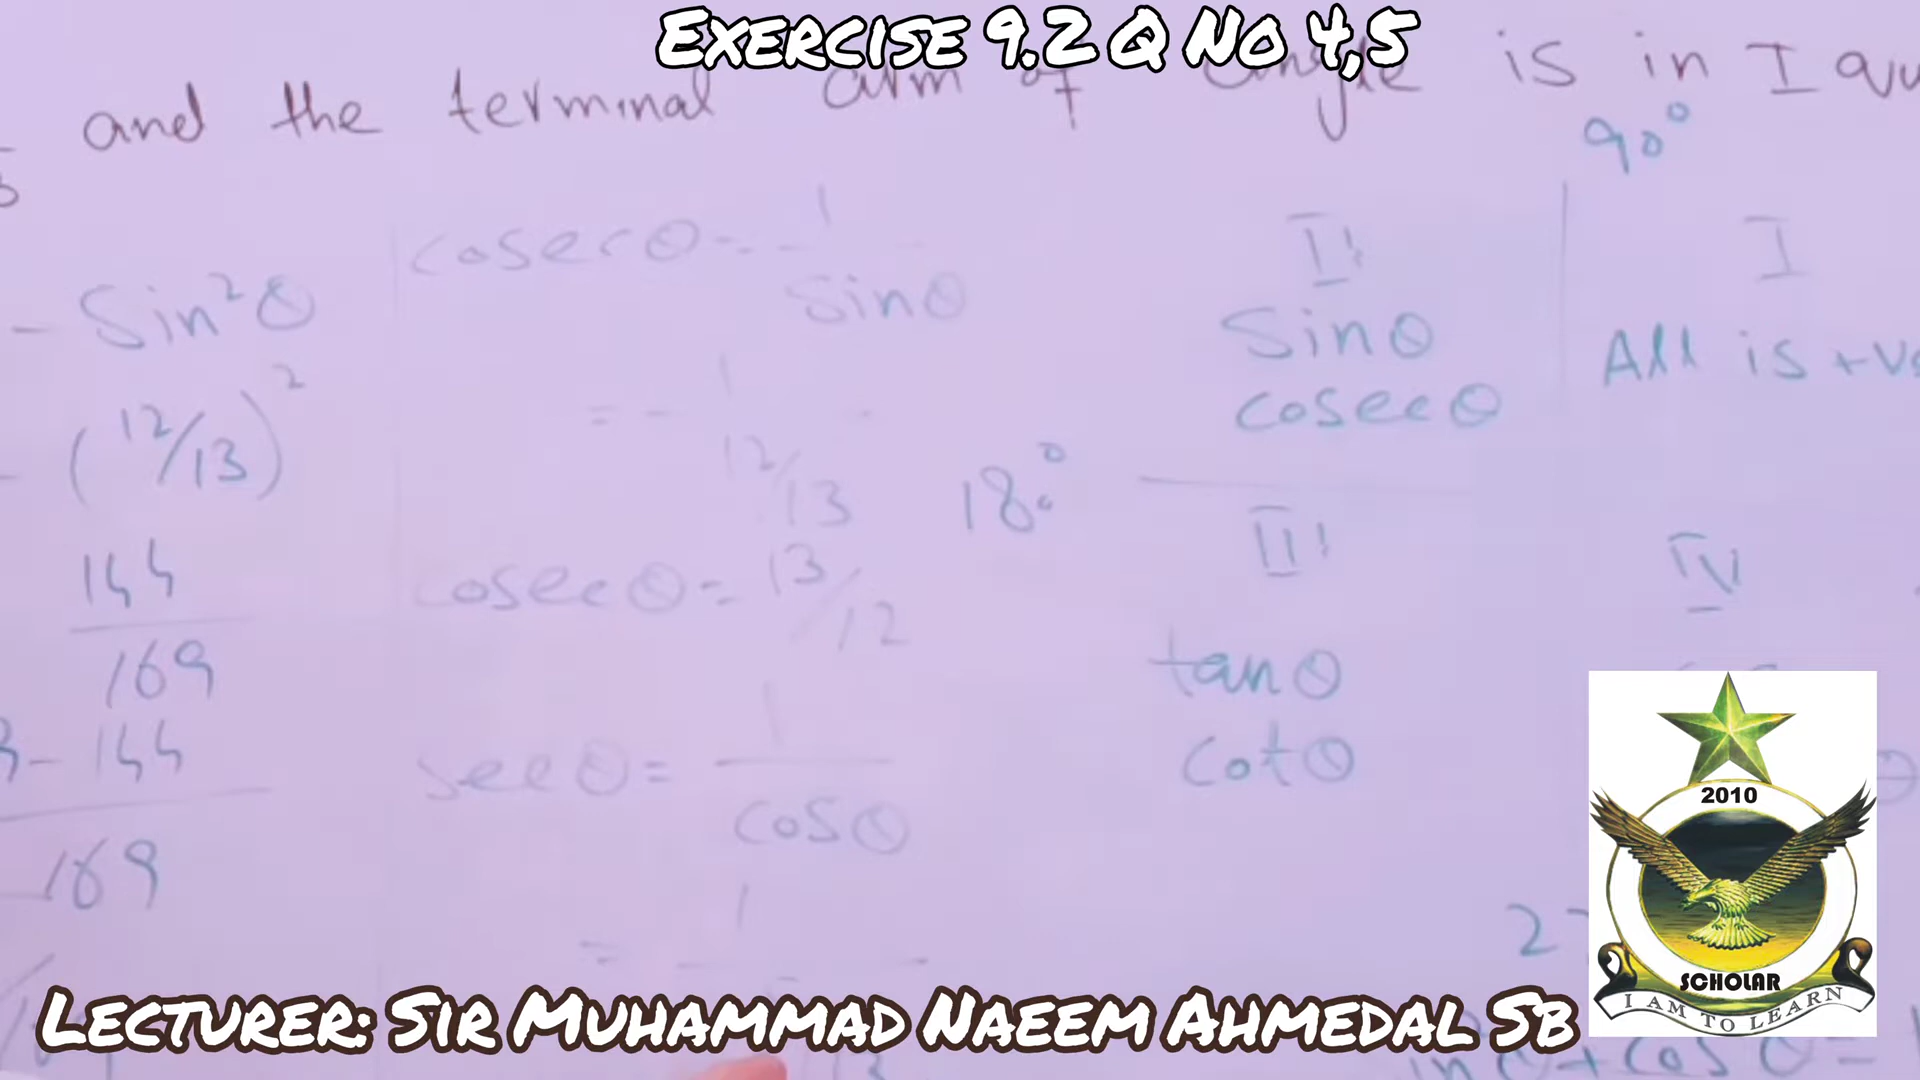 Exercise 9.2 Q No 4,5
and the terminal arm of angle is in I
90°
- Sin²θ
(12/13)²
144
169
- 144
169
cosecθ = 1
sinθ
= 1
12/13
cosecθ = 13/12
secθ = 1
cosθ
= 1
II
Sinθ
cosecθ
I
All is +ve
180°
III
tanθ
cotθ
IV
2010
SCHOLAR
I AM TO LEARN
Lecturer: Sir Muhammad Naeem Ahmedal Sb